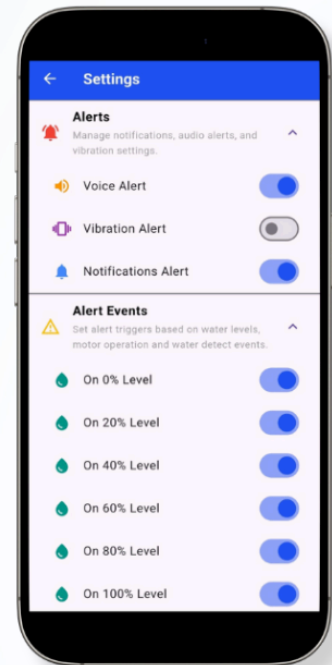 Settings
Alerts
Manage notifications, audio alerts, and
vibration settings.
Voice Alert
Vibration Alert
Notifications Alert
Alert Events
Set alert triggers based on water levels,
motor operation and water detect events.
On 0% Level
On 20% Level
On 40% Level
On 60% Level
On 80% Level
On 100% Level